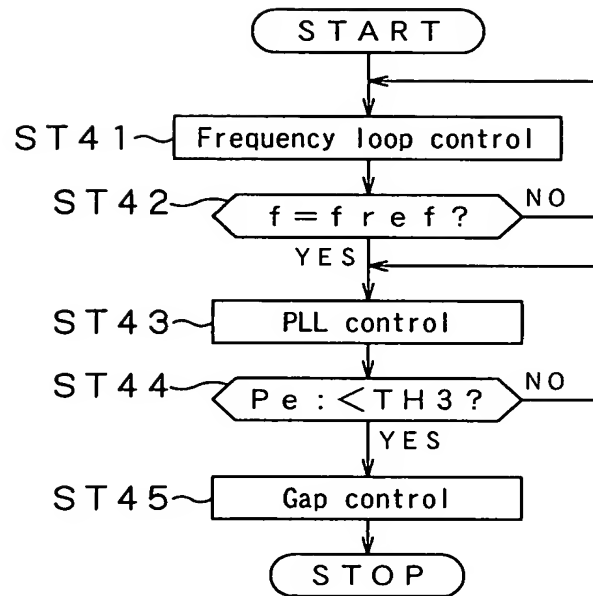 START
ST41 Frequency loop control
ST42 f=fref? NO
YES
ST43 PLL control
ST44 Pe:<TH3? NO
YES
ST45 Gap control
STOP